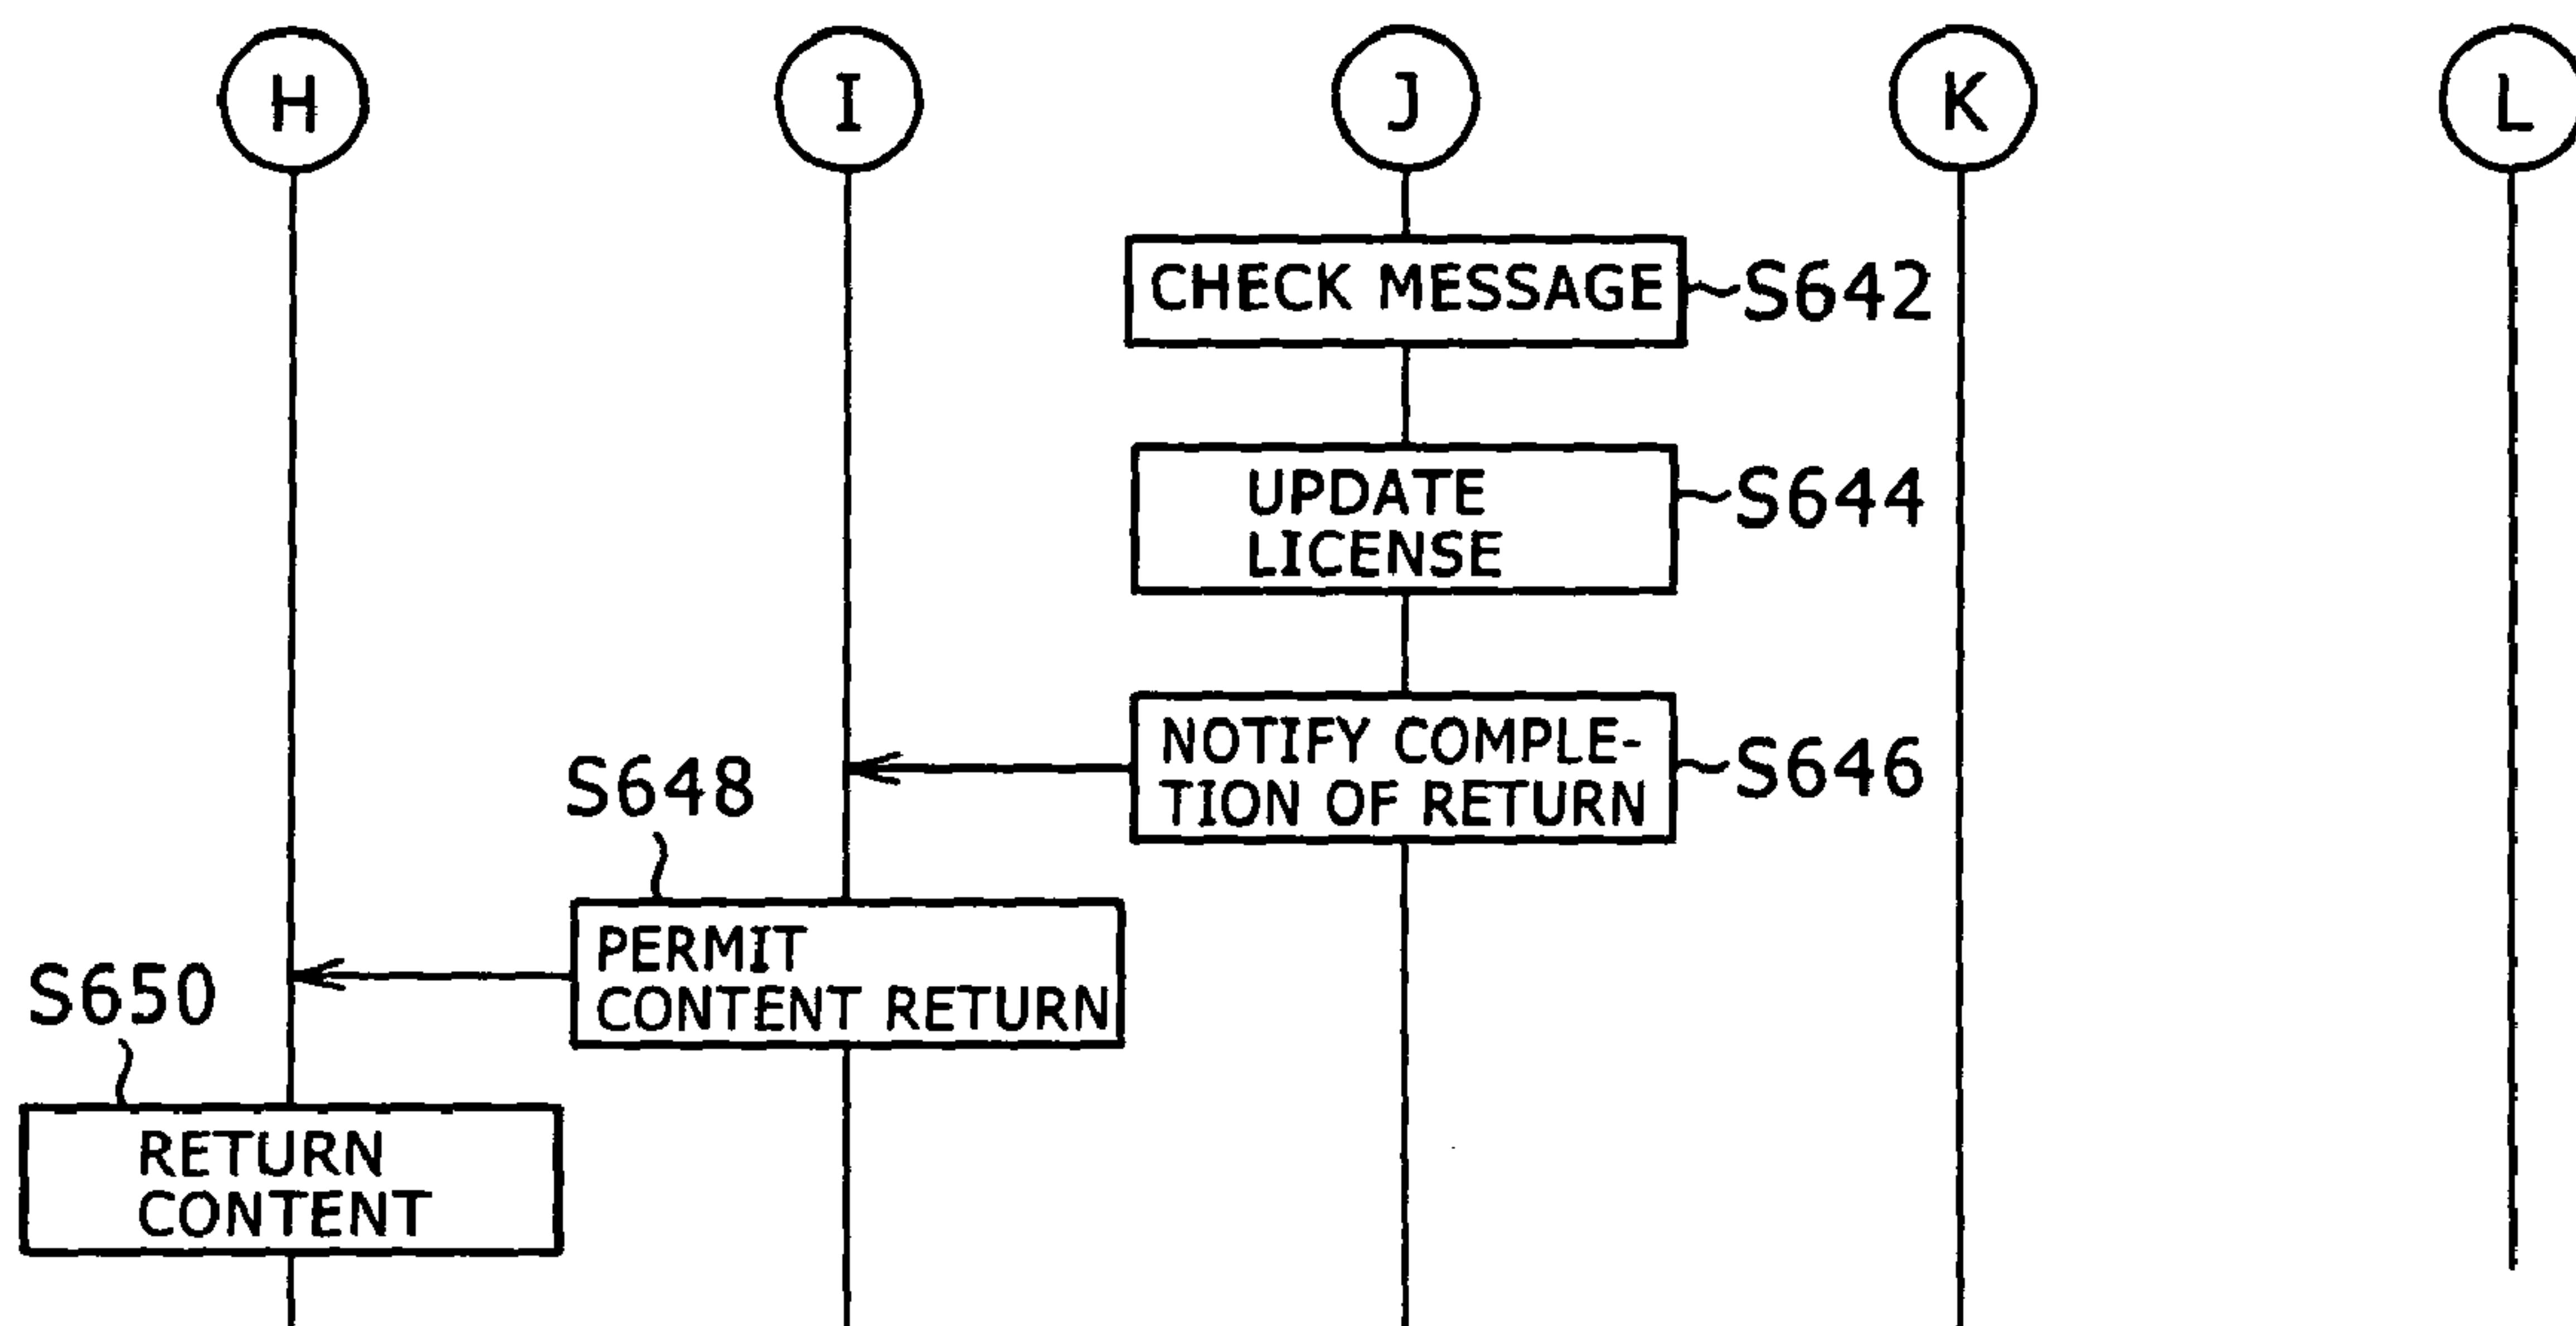 H
I
J
K
L
CHECK MESSAGE
S642
UPDATE
LICENSE
S644
NOTIFY COMPLE-
TION OF RETURN
S646
S648
PERMIT
CONTENT RETURN
S650
RETURN
CONTENT